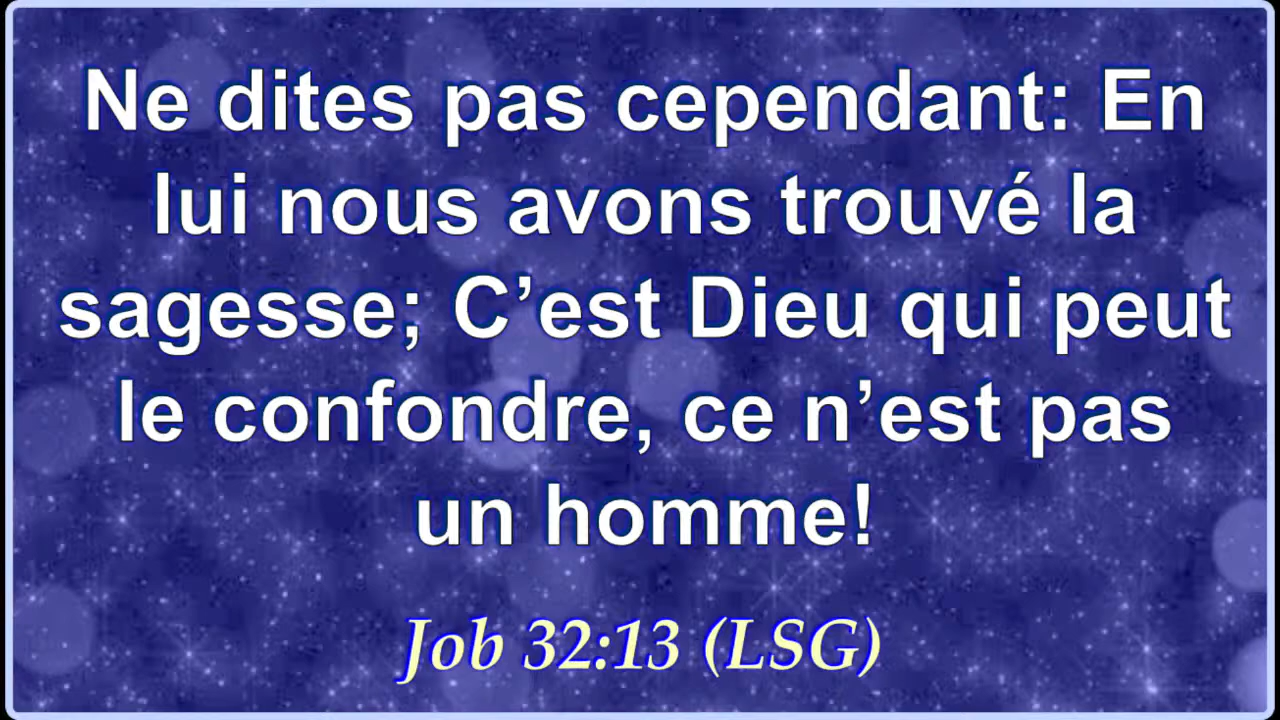 Ne dites pas cependant: En
lui nous avons trouvé la
sagesse; C’est Dieu qui peut
le confondre, ce n’est pas
un homme!
Job 32:13 (LSG)